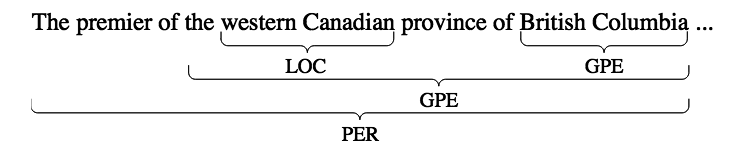 The premier of the western Canadian province of British Columbia ...
LOC GPE
GPE
PER